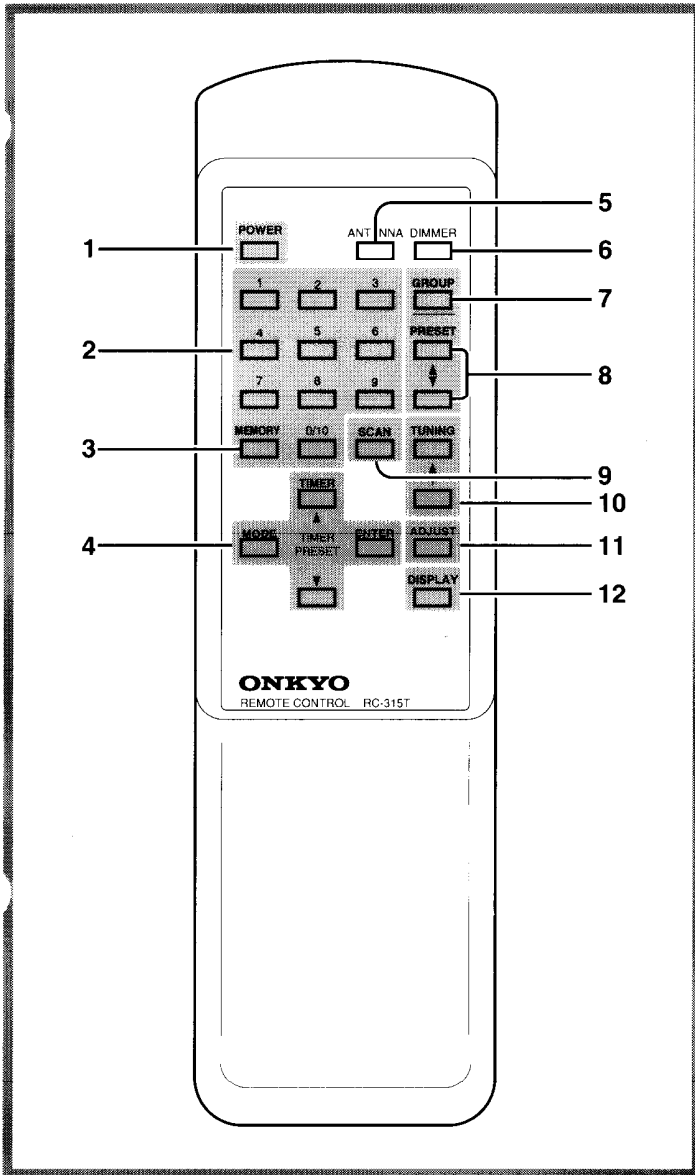 5
POWER
ANT NNA DIMMER
1
6
1 2 3 GROUP
7
4 5 6 PRESET
2
8
7 8 9
MEMORY 0/10 SCAN TUNING
3
9
TIMER
10
MODE TIMER ENTER ADJUST
4
11
PRESET
DISPLAY
12
ONKYO
REMOTE CONTROL RC-315T